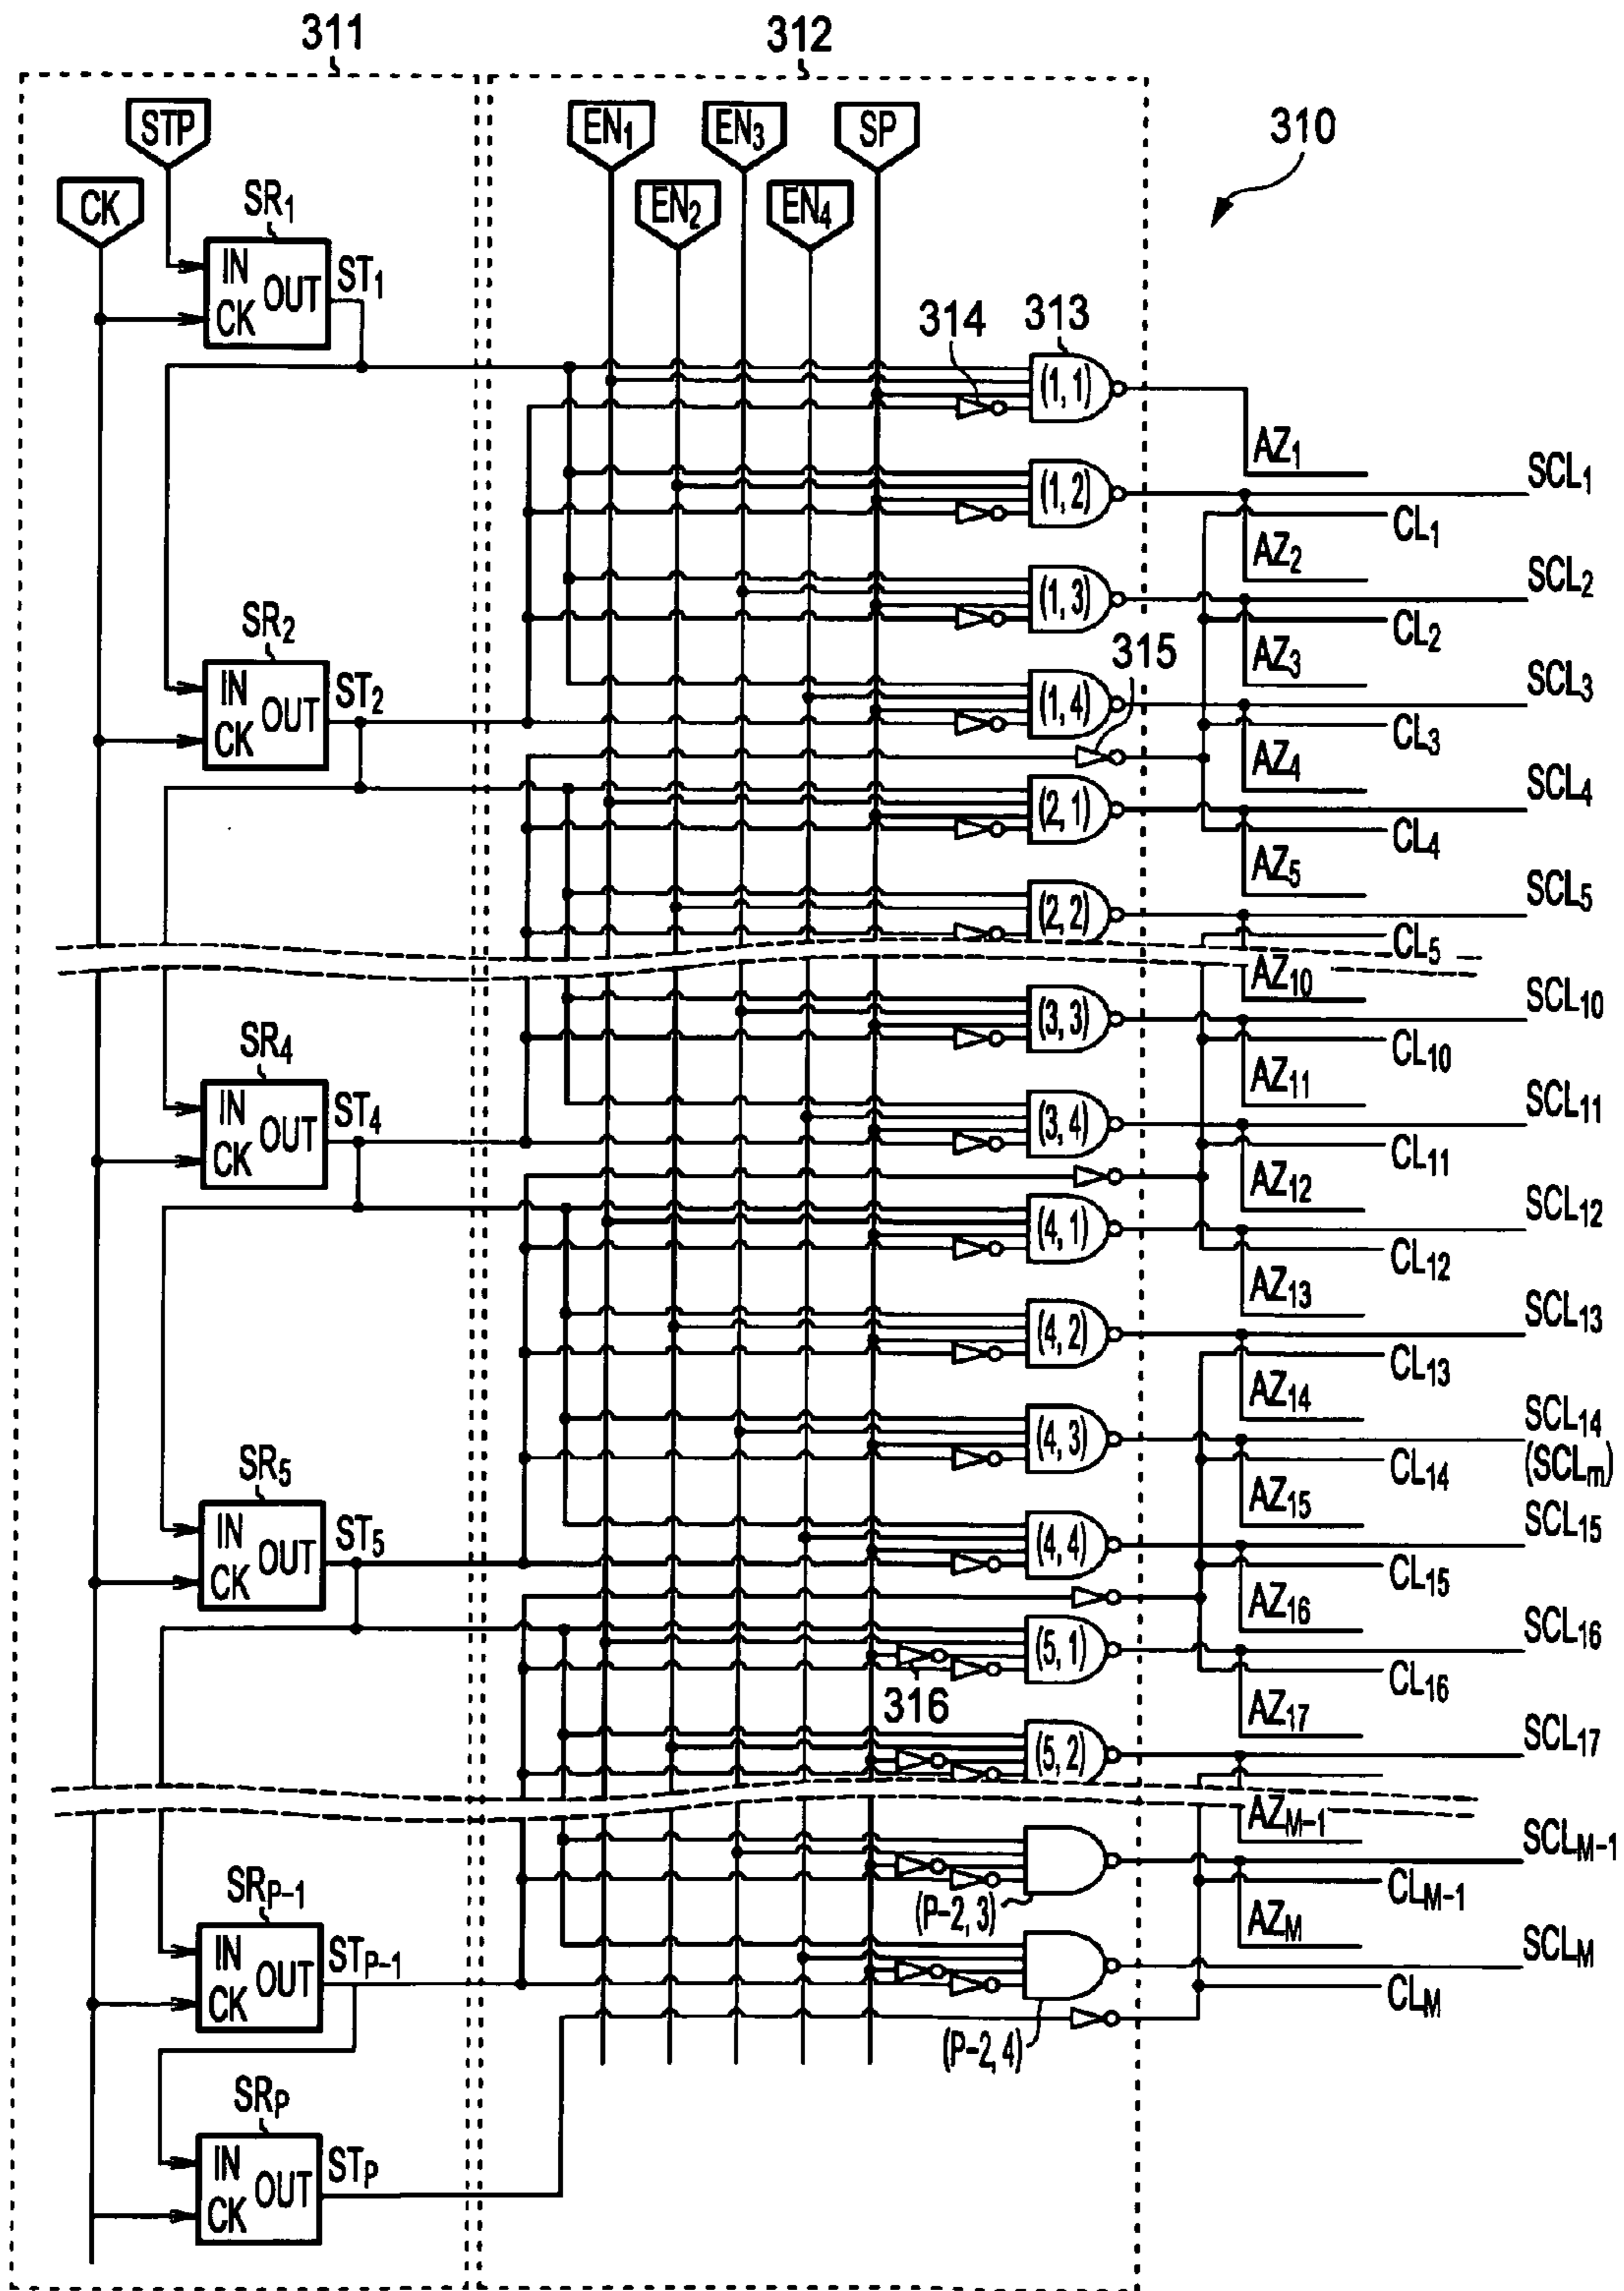 311
312
310
STP
CK
EN1
EN2
EN3
EN4
SP
SR1
IN
CK
OUT
ST1
314
313
(1, 1)
AZ1
SCL1
(1, 2)
CL1
AZ2
SCL2
(1, 3)
CL2
SR2
IN
CK
OUT
ST2
AZ3
315
SCL3
(1, 4)
CL3
AZ4
SCL4
(2, 1)
CL4
AZ5
SCL5
(2, 2)
CL5
AZ10
SCL10
(3, 3)
CL10
SR4
IN
CK
OUT
ST4
AZ11
SCL11
(3, 4)
CL11
AZ12
SCL12
(4, 1)
CL12
AZ13
SCL13
(4, 2)
CL13
AZ14
SCL14
(SCLm)
(4, 3)
CL14
SR5
IN
CK
OUT
ST5
AZ15
SCL15
(4, 4)
CL15
AZ16
SCL16
(5, 1)
316
CL16
AZ17
SCL17
(5, 2)
AZM-1
SCLM-1
(P-2, 3)
CLM-1
SRP-1
IN
CK
OUT
STP-1
AZM
SCLM
(P-2, 4)
CLM
SRP
IN
CK
OUT
STP